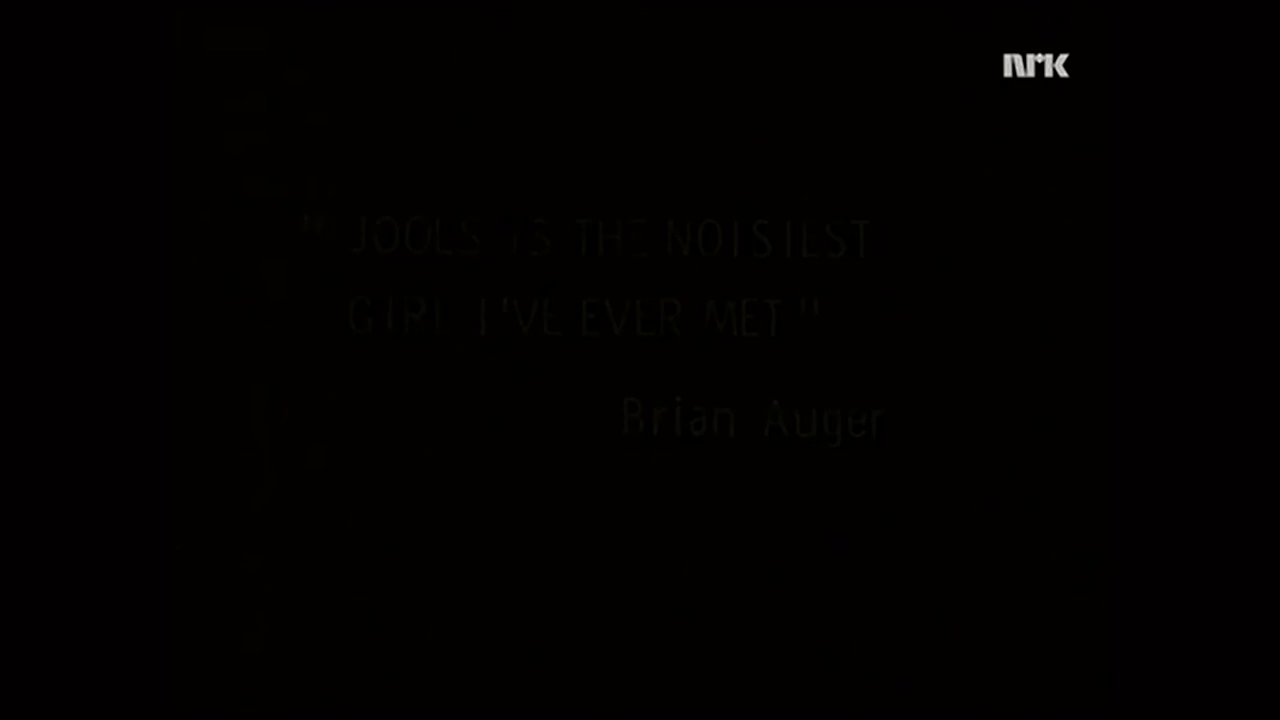 nrk
"JOOLS IS THE NOISIEST
GIRL I'VE EVER MET"
Brian Auger